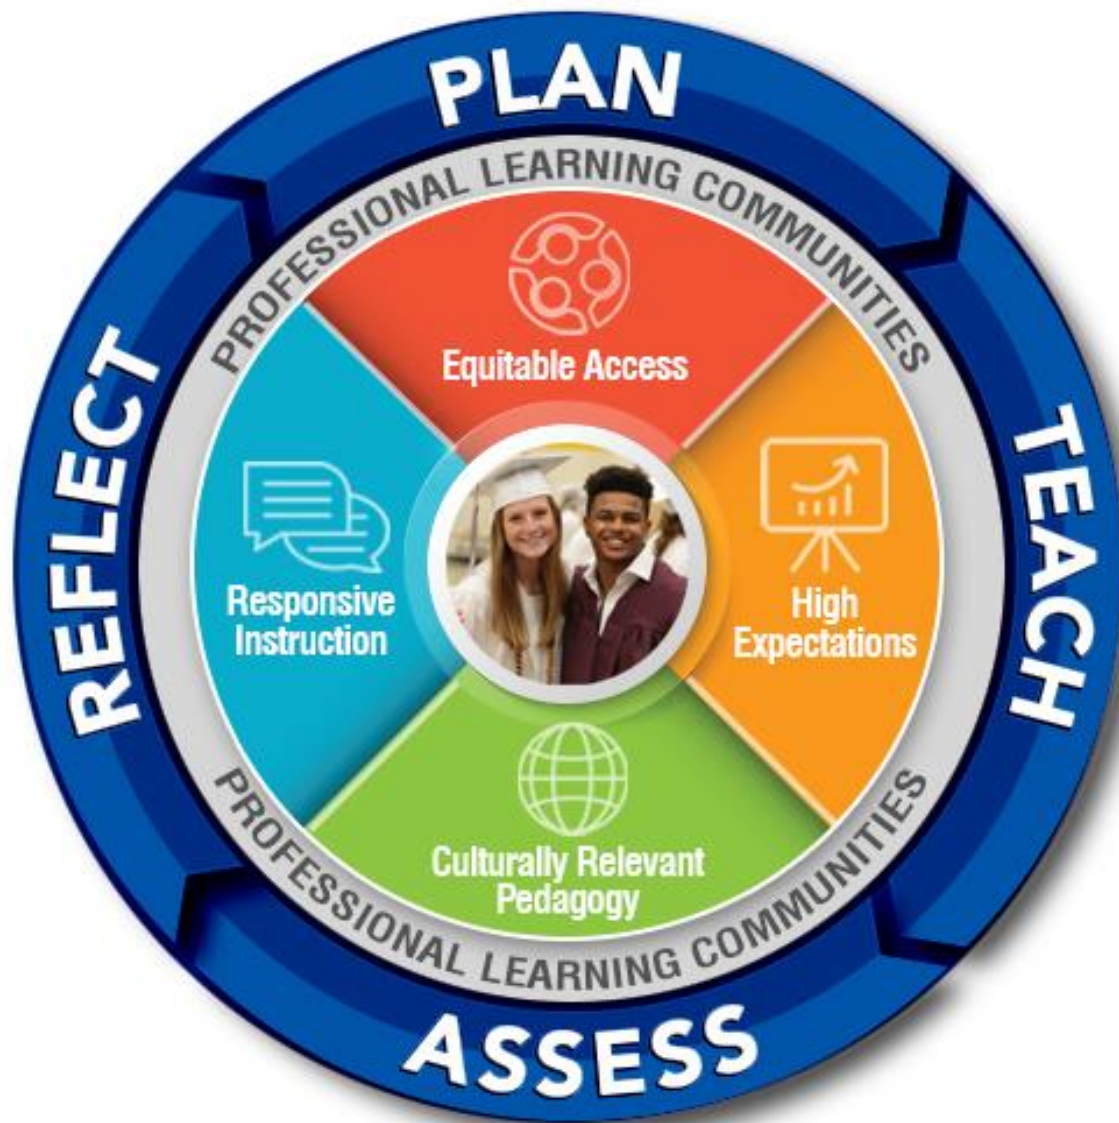 PLAN
PROFESSIONAL LEARNING COMMUNITIES
Equitable Access
REFLECT
TEACH
Responsive
Instruction
High
Expectations
Culturally Relevant
Pedagogy
PROFESSIONAL LEARNING COMMUNITIES
ASSESS